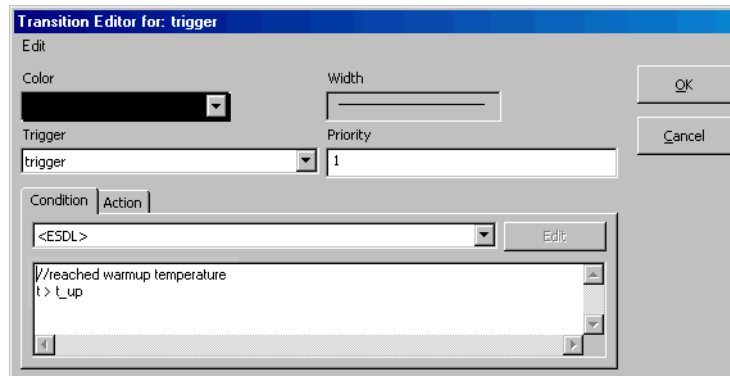 Transition Editor for: trigger
Edit
Color
Width
OK
Trigger
Priority
Cancel
trigger
1
Condition
Action
<ESDL>
Edit
//reached warmup temperature
t > t_up